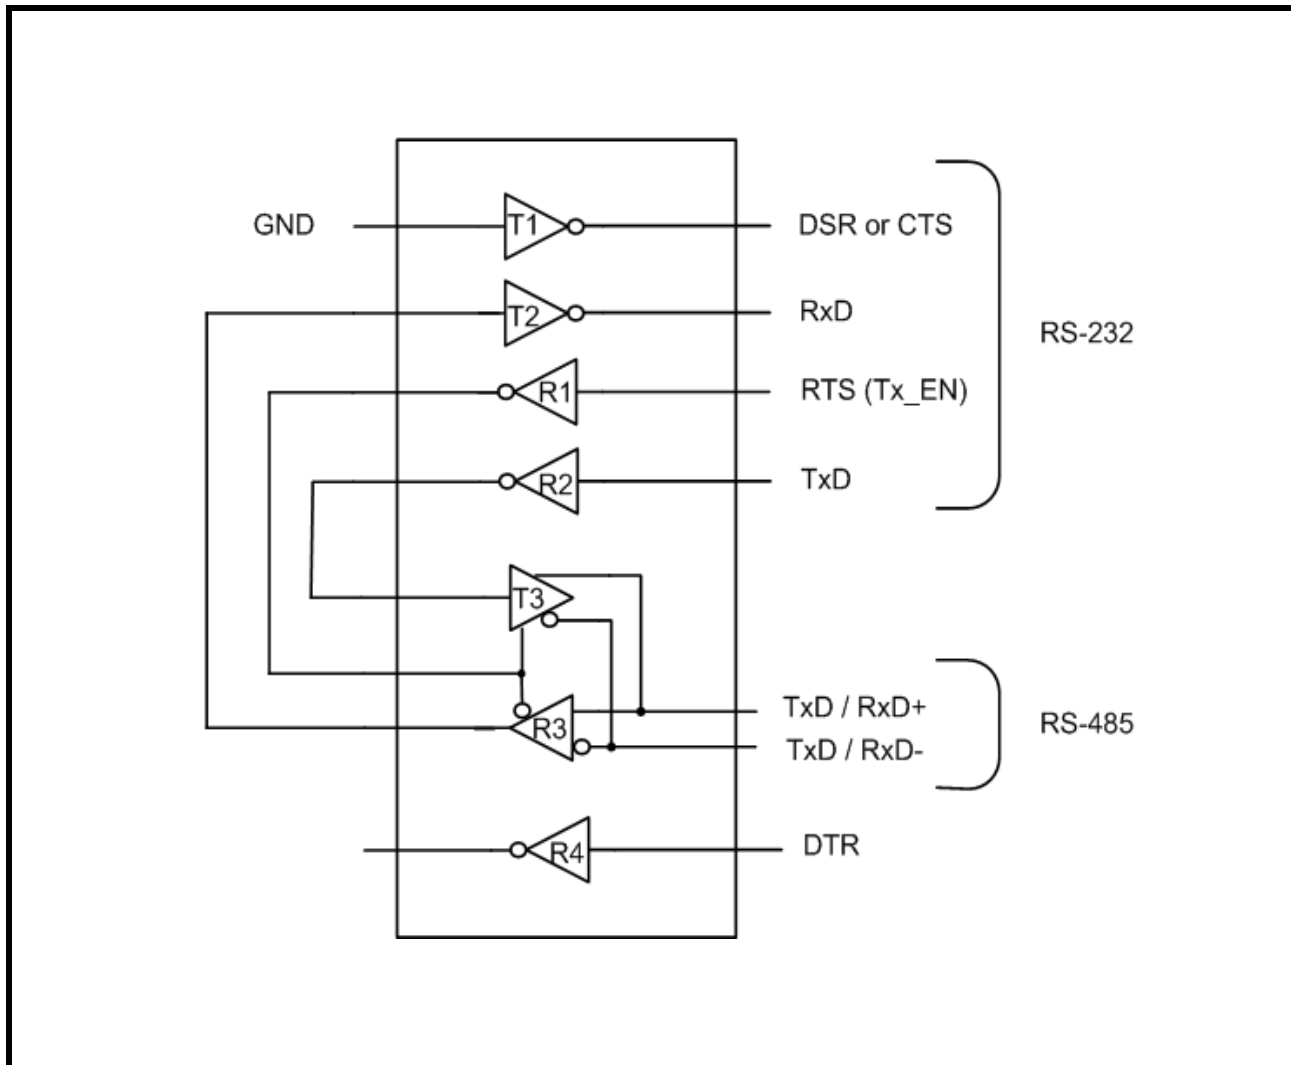 GND
T1
DSR or CTS
T2
RxD
RS-232
R1
RTS (Tx_EN)
R2
TxD
T3
R3
TxD / RxD+
TxD / RxD-
RS-485
R4
DTR